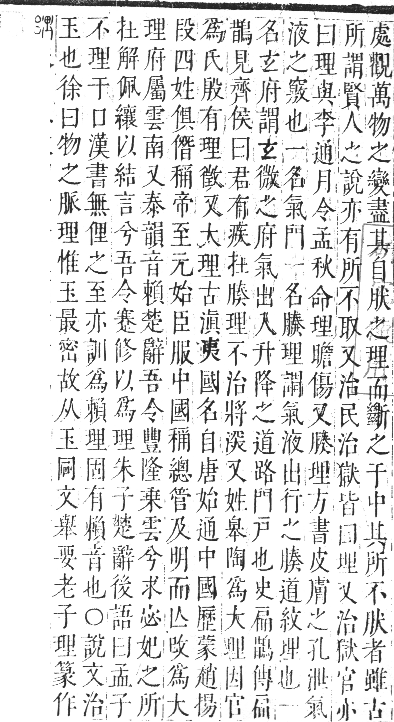 處觀萬物之變盡其自肰之理而斷之于中其所不肰者雖古
所謂賢人之說亦有所不取又治民治獄皆曰理又治獄官亦
曰理與李通月令孟秋命理瞻傷又腠理方書皮膚之孔泄氣
液之竅也一名氣門一名腠理謂氣液出行之腠道紋理也一
名玄府謂玄微之府氣出入升降之道路門戶也史扁鵲傳扁
鵲見齊侯曰君有疾在腠理不治將深又姓皐陶爲大理因官
爲氏殷有理徵又大理古滇夷國名自唐始通中國歷蒙趙楊
段四姓俱僭稱帝至元始臣服中國稱總管及明而亾改爲大
理府屬雲南又泰韻音賴楚辭吾令豐隆乗雲兮求宓妃之所
在解佩纕以結言兮吾令蹇修以爲理朱子楚辭後語曰孟子
不理于口漢書無俚之至亦訓爲賴理固有賴音也○說文治
玉也徐曰物之脈理惟玉最密故从玉同文舉要老子理篆作